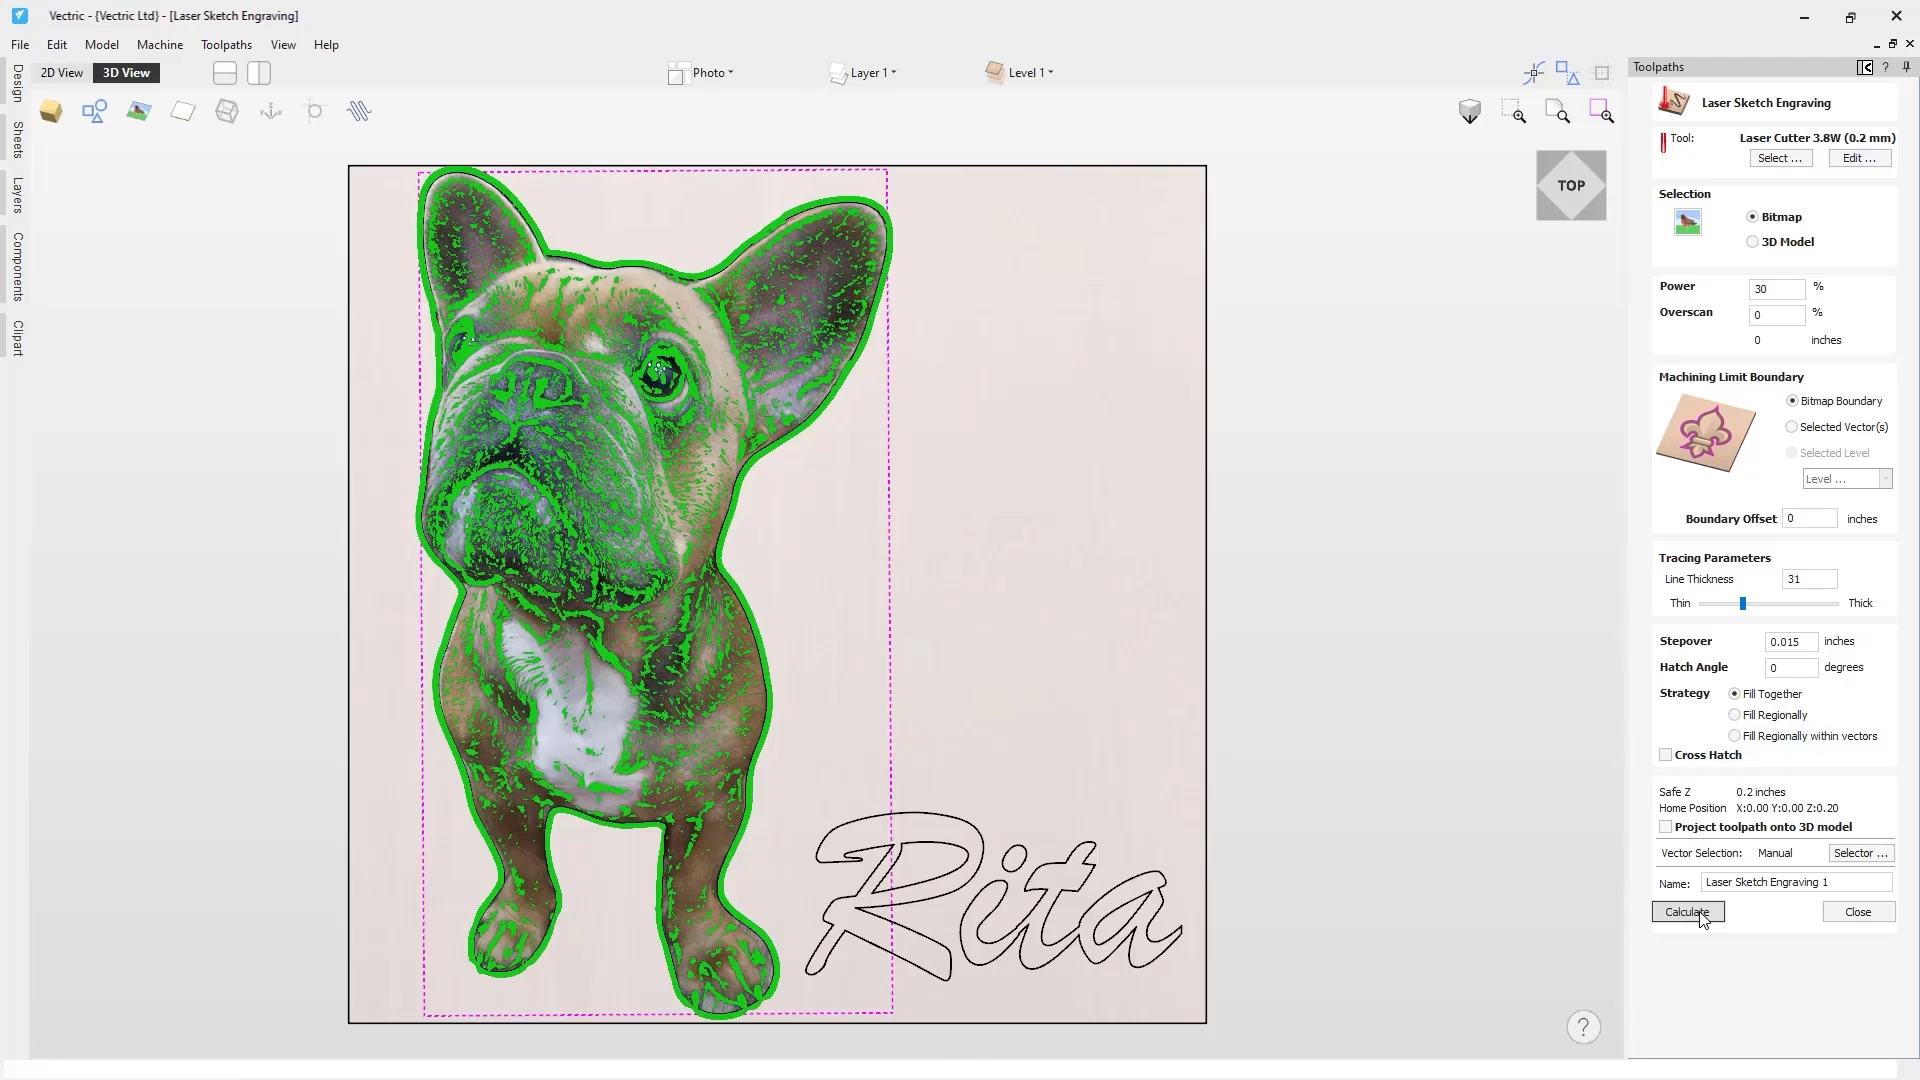 Vectric - {Vectric Ltd} - [Laser Sketch Engraving]
File Edit Model Machine Toolpaths View Help
2D View 3D View Photo Layer 1 Level 1
Design
Sheets
Layers
Components
Clipart
TOP
Rita
?
Toolpaths ?
Laser Sketch Engraving
Tool: Laser Cutter 3.8W (0.2 mm)
Select ... Edit ...
Selection
Bitmap
3D Model
Power 30 %
Overscan 0 %
0 inches
Machining Limit Boundary
Bitmap Boundary
Selected Vector(s)
Selected Level
Level ...
Boundary Offset 0 inches
Tracing Parameters
Line Thickness 31
Thin Thick
Stepover 0.015 inches
Hatch Angle 0 degrees
Strategy Fill Together
Fill Regionally
Fill Regionally within vectors
Cross Hatch
Safe Z 0.2 inches
Home Position X:0.00 Y:0.00 Z:0.20
Project toolpath onto 3D model
Vector Selection: Manual Selector ...
Name: Laser Sketch Engraving 1
Calculate Close